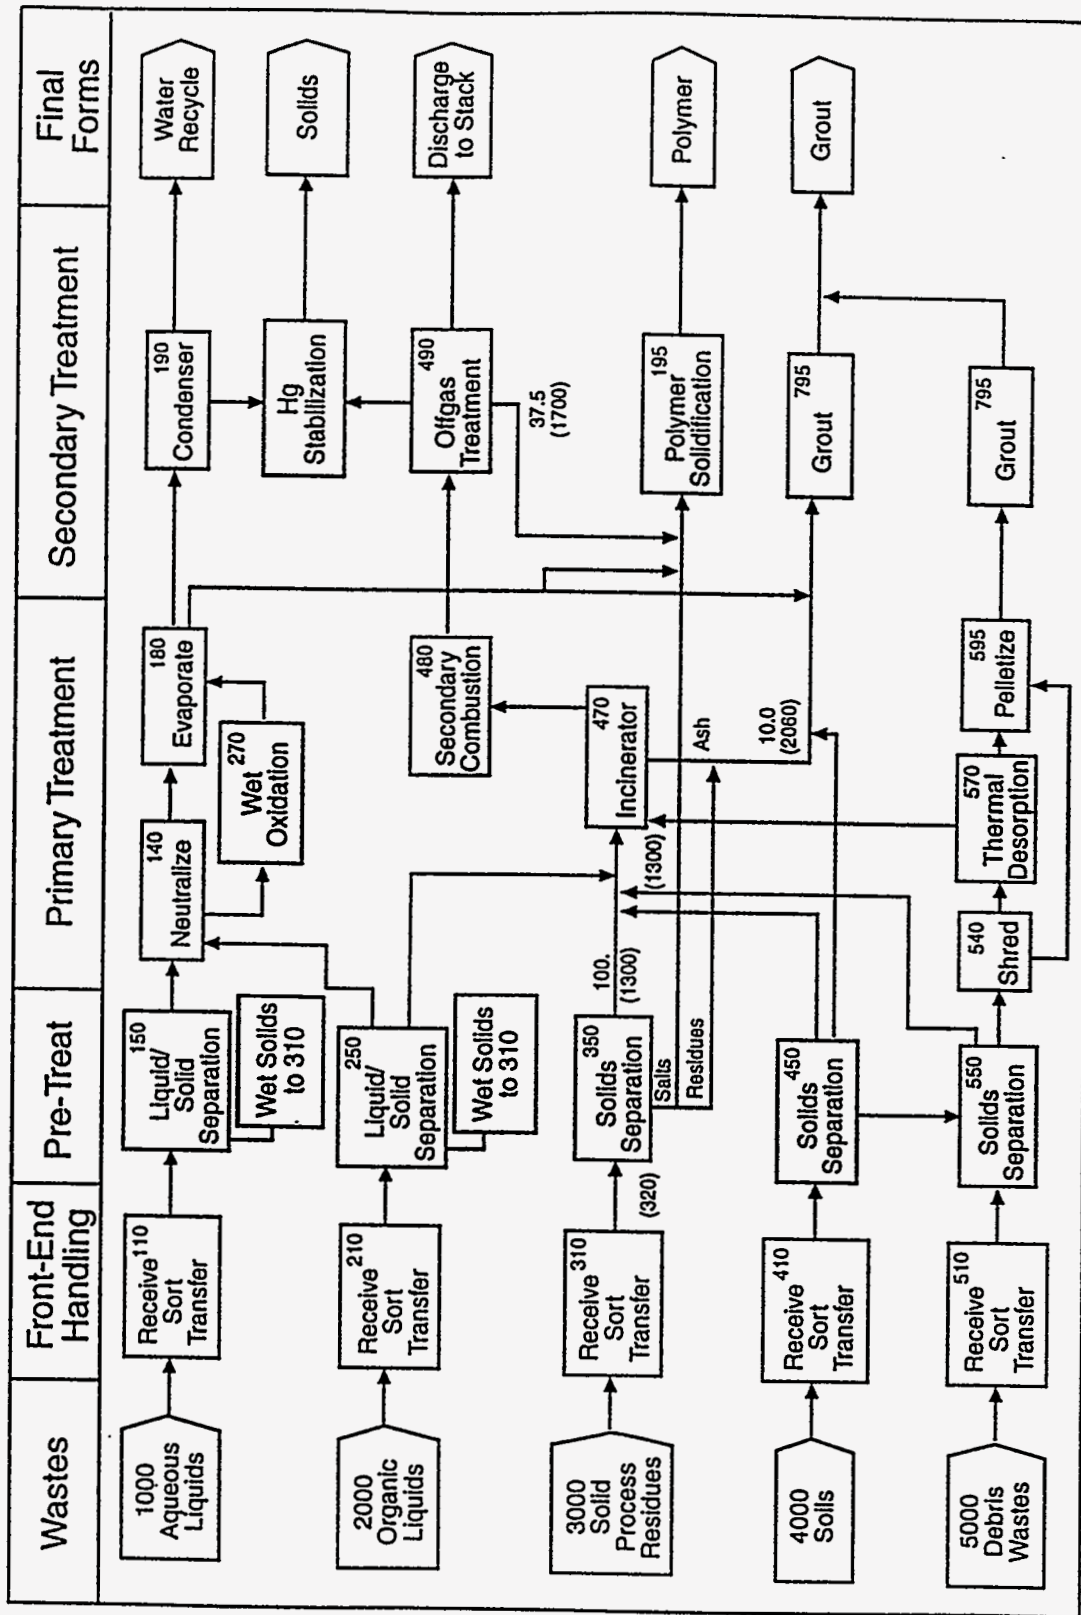 Wastes
Front-End
Handling
Pre-Treat
Primary Treatment
Secondary Treatment
Final
Forms
1000
Aqueous
Liquids
110
Receive
Sort
Transfer
150
Liquid/
Solid
Separation
Wet Solids
to 310
140
Neutralize
270
Wet
Oxidation
180
Evaporate
190
Condenser
Water
Recycle
Hg
Stabilization
Solids
2000
Organic
Liquids
210
Receive
Sort
Transfer
250
Liquid/
Solid
Separation
Wet Solids
to 310
480
Secondary
Combustion
490
Offgas
Treatment
37.5
(1700)
Discharge
to Stack
3000
Solid
Process
Residues
310
Receive
Sort
Transfer
(320)
350
Solids
Separation
Salts
Residues
100.
(1300)
(1300)
470
Incinerator
Ash
10.0
(2060)
195
Polymer
Solidification
Polymer
4000
Soils
410
Receive
Sort
Transfer
450
Solids
Separation
795
Grout
Grout
5000
Debris
Wastes
510
Receive
Sort
Transfer
550
Solids
Separation
540
Shred
570
Thermal
Desorption
595
Pelletize
795
Grout